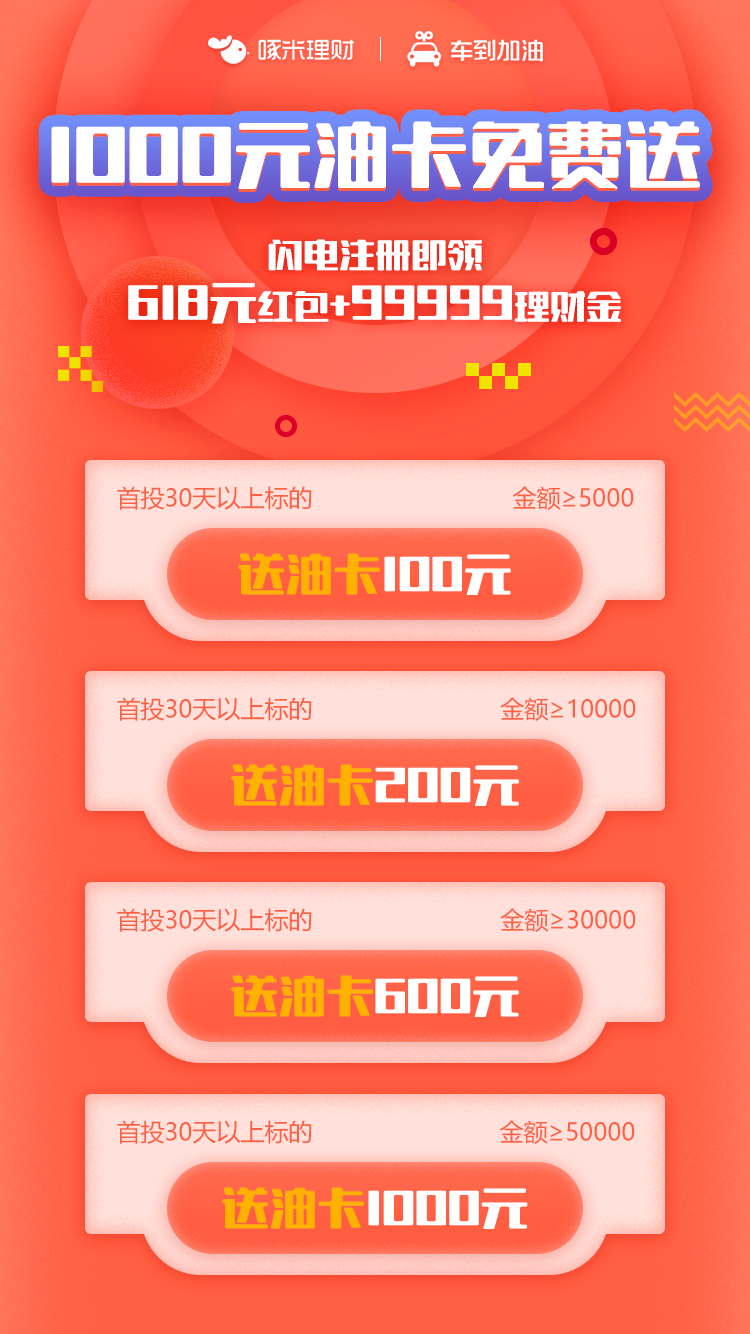 啄米理财 车到加油
1000元油卡免费送
闪电注册即领
618元红包+99999理财金
首投30天以上标的 金额≥5000
送油卡100元
首投30天以上标的 金额≥10000
送油卡200元
首投30天以上标的 金额≥30000
送油卡600元
首投30天以上标的 金额≥50000
送油卡1000元